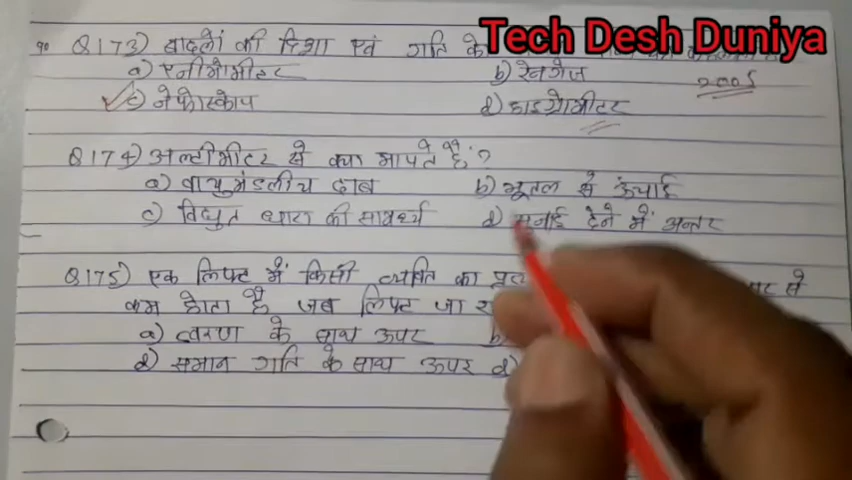 Tech Desh Duniya
Q173) बादलों की दिशा एवं गति के
a) एनीमोमीटर b) रेनगेज 2005
c) नेफोस्कोप d) हाइग्रोमीटर
Q174) अल्टीमीटर से क्या मापते हैं?
a) वायुमंडलीय दाब b) भूतल से ऊंचाई
c) विद्युत धारा की सामर्थ्य d) सुनाई देने में अन्तर
Q175) एक लिफ्ट में किसी व्यक्ति का से
कम होता है जब लिफ्ट जा
a) त्वरण के साथ ऊपर b)
d) समान गति के साथ ऊपर d)